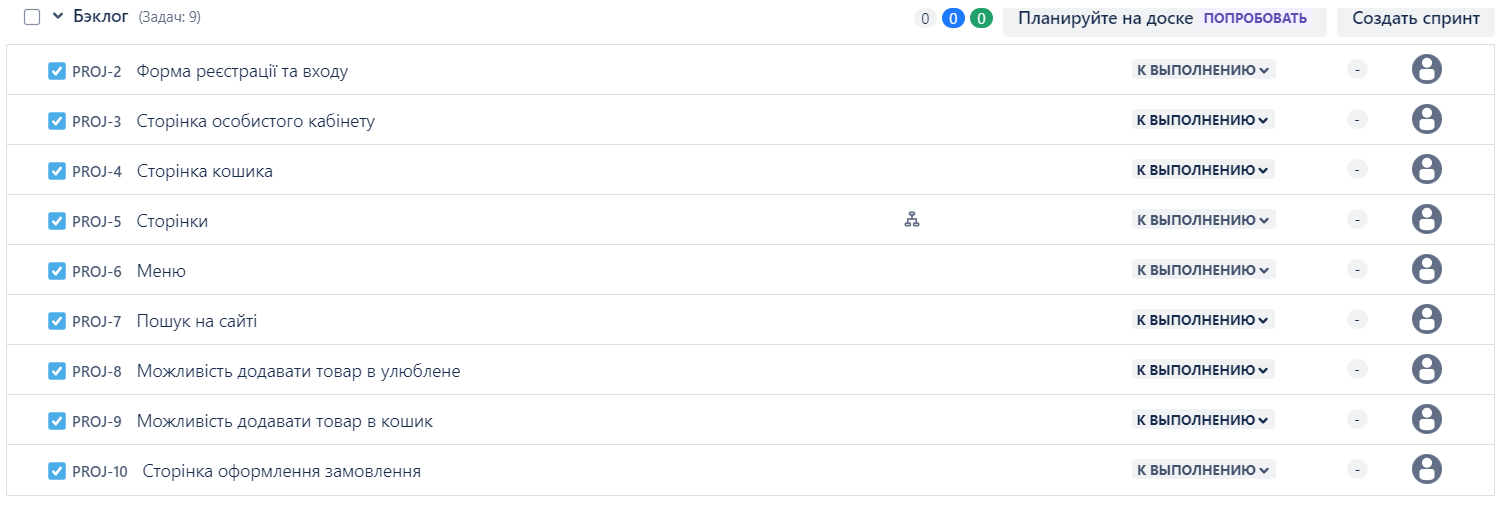 Бэклог (Задач: 9) 0 0 0 Планируйте на доске ПОПРОБОВАТЬ Создать спринт
PROJ-2 Форма реєстрації та входу К ВЫПОЛНЕНИЮ -
PROJ-3 Сторінка особистого кабінету К ВЫПОЛНЕНИЮ -
PROJ-4 Сторінка кошика К ВЫПОЛНЕНИЮ -
PROJ-5 Сторінки К ВЫПОЛНЕНИЮ -
PROJ-6 Меню К ВЫПОЛНЕНИЮ -
PROJ-7 Пошук на сайті К ВЫПОЛНЕНИЮ -
PROJ-8 Можливість додавати товар в улюблене К ВЫПОЛНЕНИЮ -
PROJ-9 Можливість додавати товар в кошик К ВЫПОЛНЕНИЮ -
PROJ-10 Сторінка оформлення замовлення К ВЫПОЛНЕНИЮ -